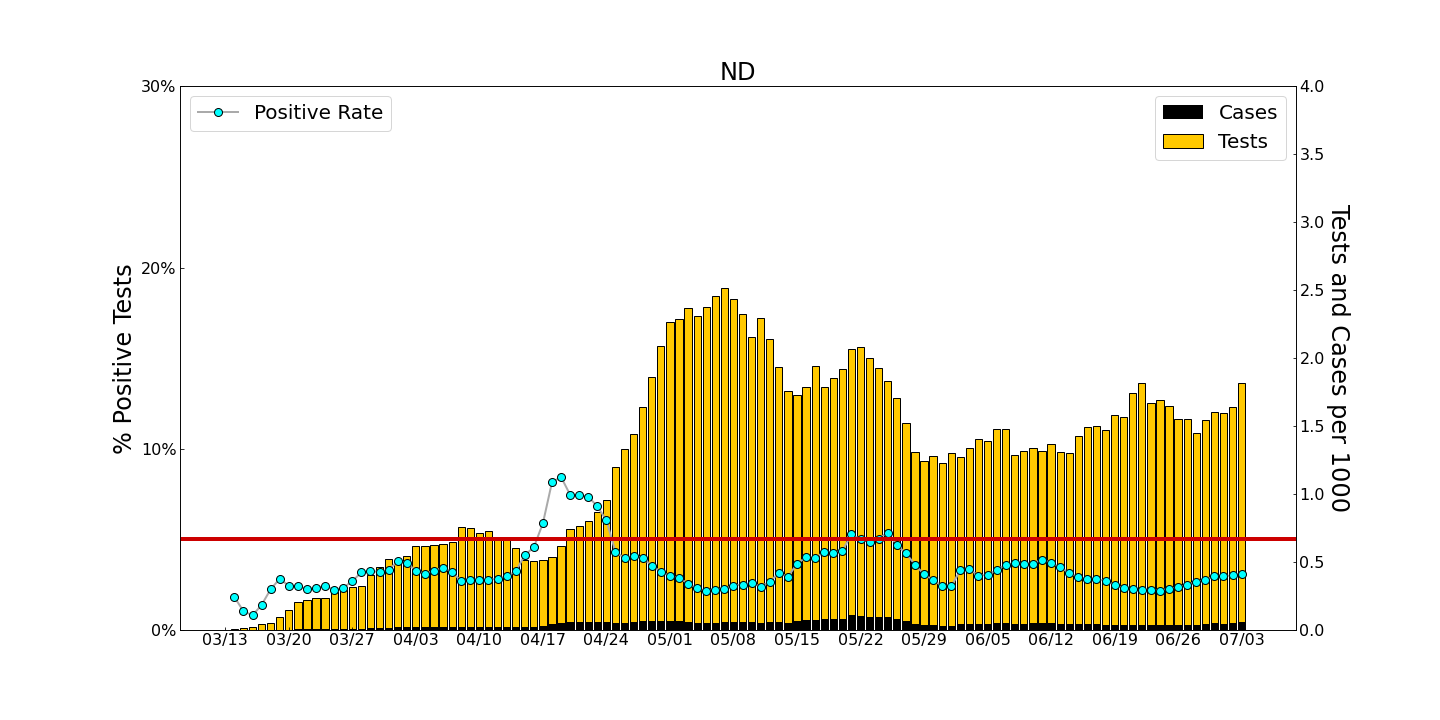 ND
Positive Rate
Cases
Tests
% Positive Tests
30%
20%
10%
0%
4.0
3.5
3.0
2.5
2.0
1.5
1.0
0.5
0.0
Tests and Cases per 1000
03/13 03/20 03/27 04/03 04/10 04/17 04/24 05/01 05/08 05/15 05/22 05/29 06/05 06/12 06/19 06/26 07/03